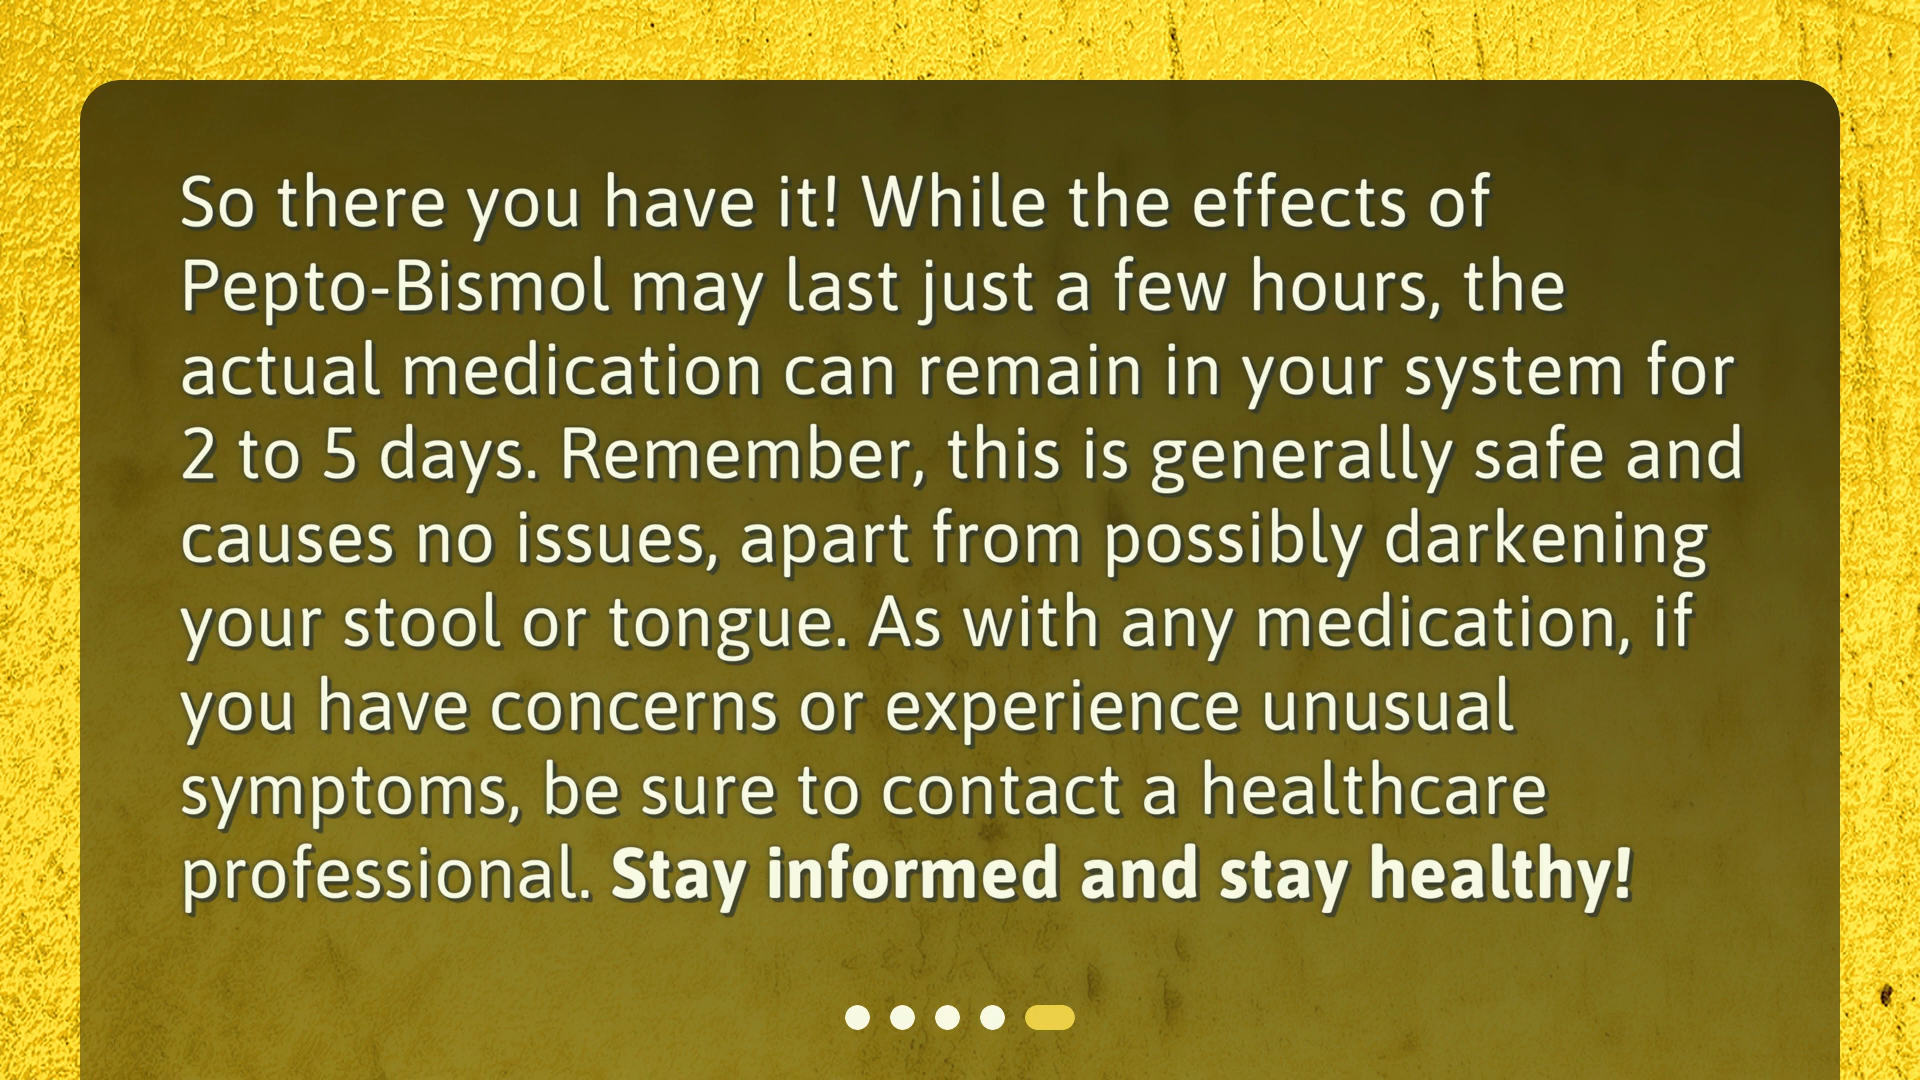 So there you have it! While the effects of
Pepto-Bismol may last just a few hours, the
actual medication can remain in your system for
2 to 5 days. Remember, this is generally safe and
causes no issues, apart from possibly darkening
your stool or tongue. As with any medication, if
you have concerns or experience unusual
symptoms, be sure to contact a healthcare
professional. Stay informed and stay healthy!